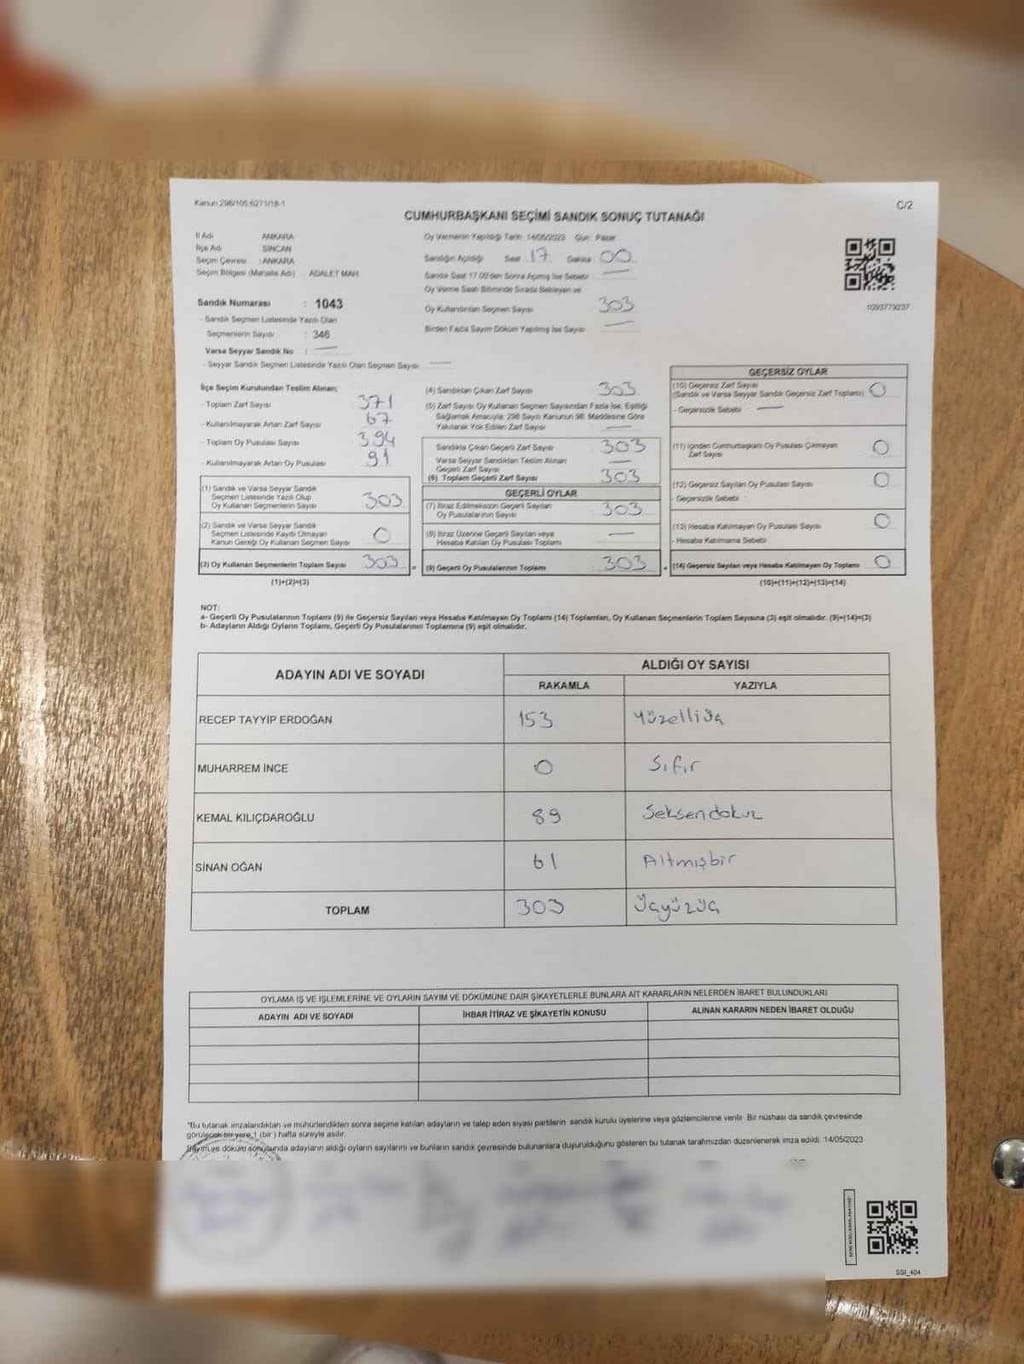 Kanun:298/105,6271/18-1
C/2
CUMHURBAŞKANI SEÇİMİ SANDIK SONUÇ TUTANAĞI
İl Adı : ANKARA
İlçe Adı : SİNCAN
Seçim Çevresi : ANKARA
Seçim Bölgesi (Mahalle Adı) : ADALET MAH.
Sandık Numarası : 1043
- Sandık Seçmen Listesinde Yazılı Olan
Seçmenlerin Sayısı : 346
Varsa Seyyar Sandık No : —
- Seyyar Sandık Seçmen Listesinde Yazılı Olan Seçmen Sayısı —
Oy Vermenin Yapıldığı Tarih : 14/05/2023 Gün: Pazar
Sandığın Açıldığı Saat 17 Dakika 00
Sandık Saat 17.00'den Sonra Açılmış İse Sebebi —
Oy Verme Saati Bitiminde Sırada Bekleyen ve
Oy Kullandırılan Seçmen Sayısı 303
Birden Fazla Sayım Döküm Yapılmış İse Sayısı —
1093779237
İlçe Seçim Kurulundan Teslim Alınan;
- Toplam Zarf Sayısı 371
- Kullanılmayarak Artan Zarf Sayısı 67
- Toplam Oy Pusulası Sayısı 394
- Kullanılmayarak Artan Oy Pusulası 91
(1) Sandık ve Varsa Seyyar Sandık
Seçmen Listesinde Yazılı Olup
Oy Kullanan Seçmenlerin Sayısı 303
(2) Sandık ve Varsa Seyyar Sandık
Seçmen Listesinde Kaydı Olmayan
Kanun Gereği Oy Kullanan Seçmen Sayısı 0
(3) Oy Kullanan Seçmenlerin Toplam Sayısı 303
(1)+(2)=(3)
(4) Sandıktan Çıkan Zarf Sayısı 303
(5) Zarf Sayısı Oy Kullanan Seçmen Sayısından Fazla İse, Eşitliği
Sağlamak Amacıyla; 298 Sayılı Kanunun 98. Maddesine Göre
Yakılarak Yok Edilen Zarf Sayısı —
Sandıkta Çıkan Geçerli Zarf Sayısı 303
Varsa Seyyar Sandıktan Teslim Alınan
Geçerli Zarf Sayısı —
(6) Toplam Geçerli Zarf Sayısı 303
GEÇERLİ OYLAR
(7) İtiraz Edilmeksizin Geçerli Sayılan
Oy Pusulalarının Sayısı 303
(8) İtiraz Üzerine Geçerli Sayılan veya
Hesaba Katılan Oy Pusulası Toplamı —
(9) Geçerli Oy Pusulalarının Toplamı 303
GEÇERSİZ OYLAR
(10) Geçersiz Zarf Sayısı
(Sandık ve Varsa Seyyar Sandık Geçersiz Zarf Toplamı) 0
- Geçersizlik Sebebi —
(11) İçinden Cumhurbaşkanı Oy Pusulası Çıkmayan
Zarf Sayısı 0
(12) Geçersiz Sayılan Oy Pusulası Sayısı 0
- Geçersizlik Sebebi :
(13) Hesaba Katılmayan Oy Pusulası Sayısı 0
- Hesaba Katılmama Sebebi
(14) Geçersiz Sayılan veya Hesaba Katılmayan Oy Toplamı 0
(10)+(11)+(12)+(13)=(14)
NOT:
a- Geçerli Oy Pusulalarının Toplamı (9) ile Geçersiz Sayılan veya Hesaba Katılmayan Oy Toplamı (14) Toplamları, Oy Kullanan Seçmenlerin Toplam Sayısına (3) eşit olmalıdır. (9)+(14)=(3)
b- Adayların Aldığı Oyların Toplamı, Geçerli Oy Pusulalarının Toplamına (9) eşit olmalıdır.
ADAYIN ADI VE SOYADI
ALDIĞI OY SAYISI
RAKAMLA YAZIYLA
RECEP TAYYİP ERDOĞAN 153 Yüzelliüç
MUHARREM İNCE 0 Sıfır
KEMAL KILIÇDAROĞLU 89 Seksendokuz
SİNAN OĞAN 61 Altmışbir
TOPLAM 303 Üçyüzüç
OYLAMA İŞ VE İŞLEMLERİNE VE OYLARIN SAYIM VE DÖKÜMÜNE DAİR ŞİKAYETLERLE BUNLARA AİT KARARLARIN NELERDEN İBARET BULUNDUKLARI
ADAYIN ADI VE SOYADI İHBAR İTİRAZ VE ŞİKAYETİN KONUSU ALINAN KARARIN NEDEN İBARET OLDUĞU
*Bu tutanak imzalandıktan ve mühürlendikten sonra seçime katılan adayların ve talep eden siyasi partilerin sandık kurulu üyelerine veya gözlemcilerine verilir. Bir nüshası da sandık çevresinde
görülecek bir yere 1 (bir) hafta süreyle asılır.
Sayım ve dökülü sonucunda adayların aldığı oyların sayılarını ve bunların sandık çevresinde bulunanlara duyurulduğunu gösteren bu tutanak tarafımızdan düzenlenerek imza edildi. 14/05/2023
SSI_404